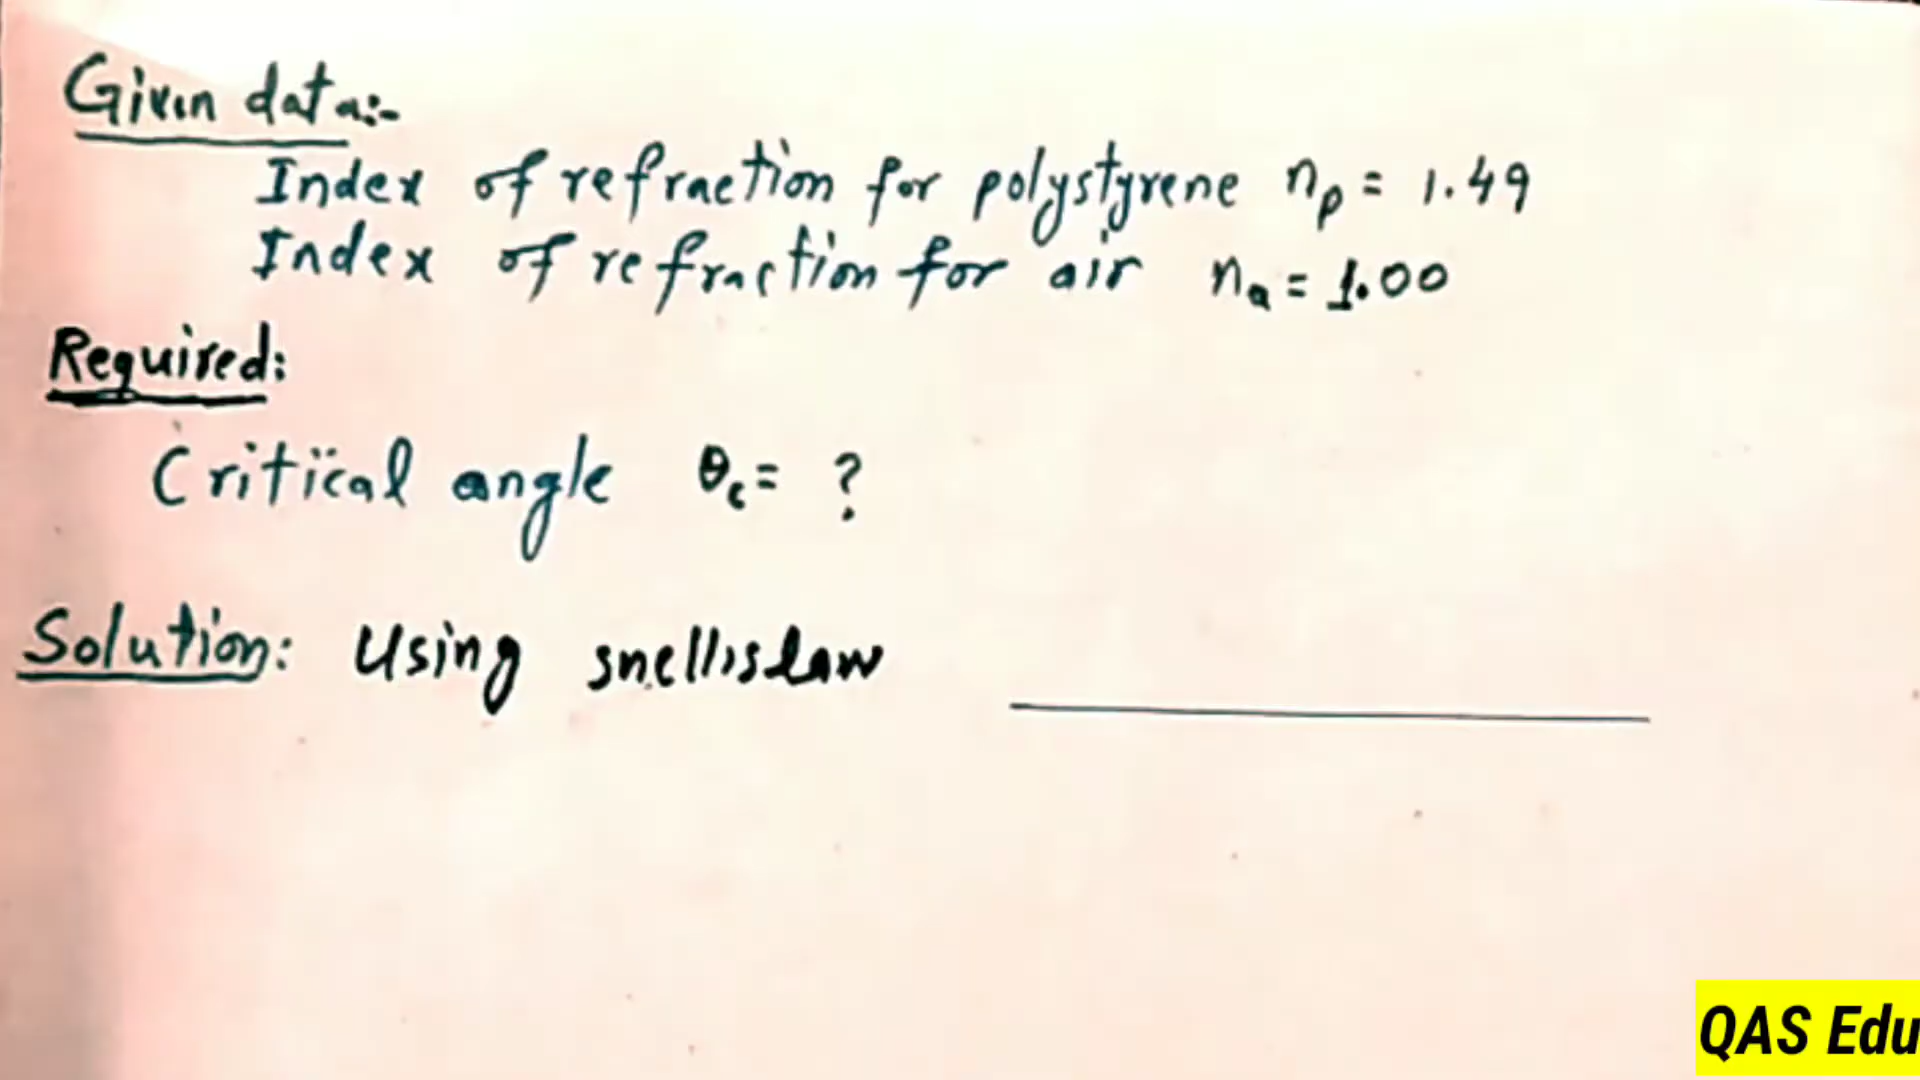 Given data:-
Index of refraction for polystyrene np = 1.49
Index of refraction for air na = 1.00
Required:
Critical angle θc = ?
Solution: Using snell's law
QAS Edu